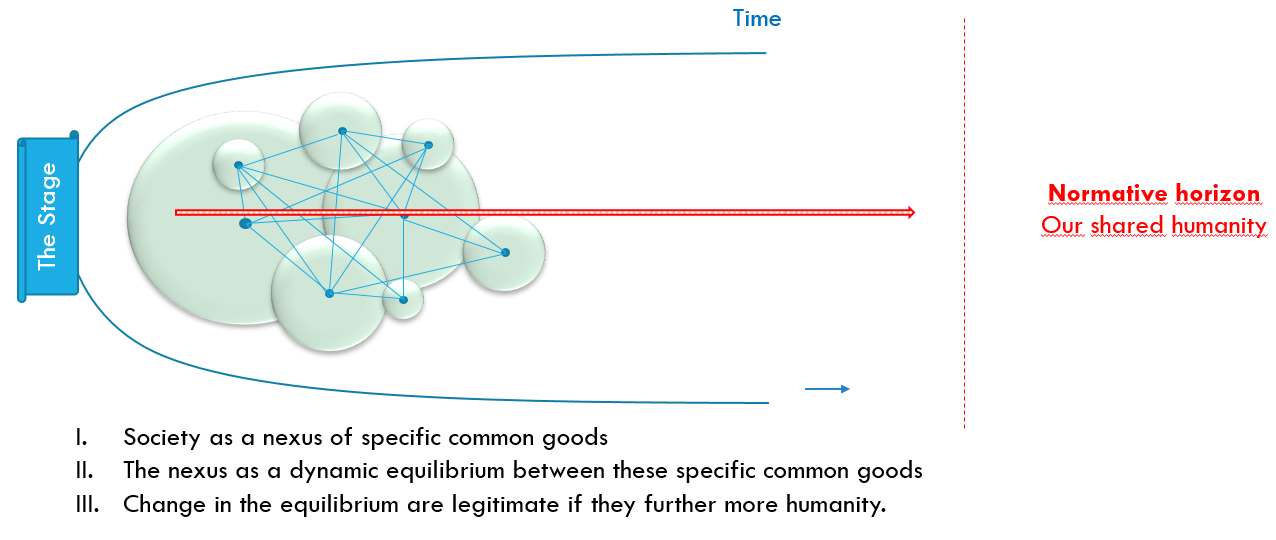 Time
The Stage
Normative horizon
Our shared humanity
I. Society as a nexus of specific common goods
II. The nexus as a dynamic equilibrium between these specific common goods
III. Change in the equilibrium are legitimate if they further more humanity.